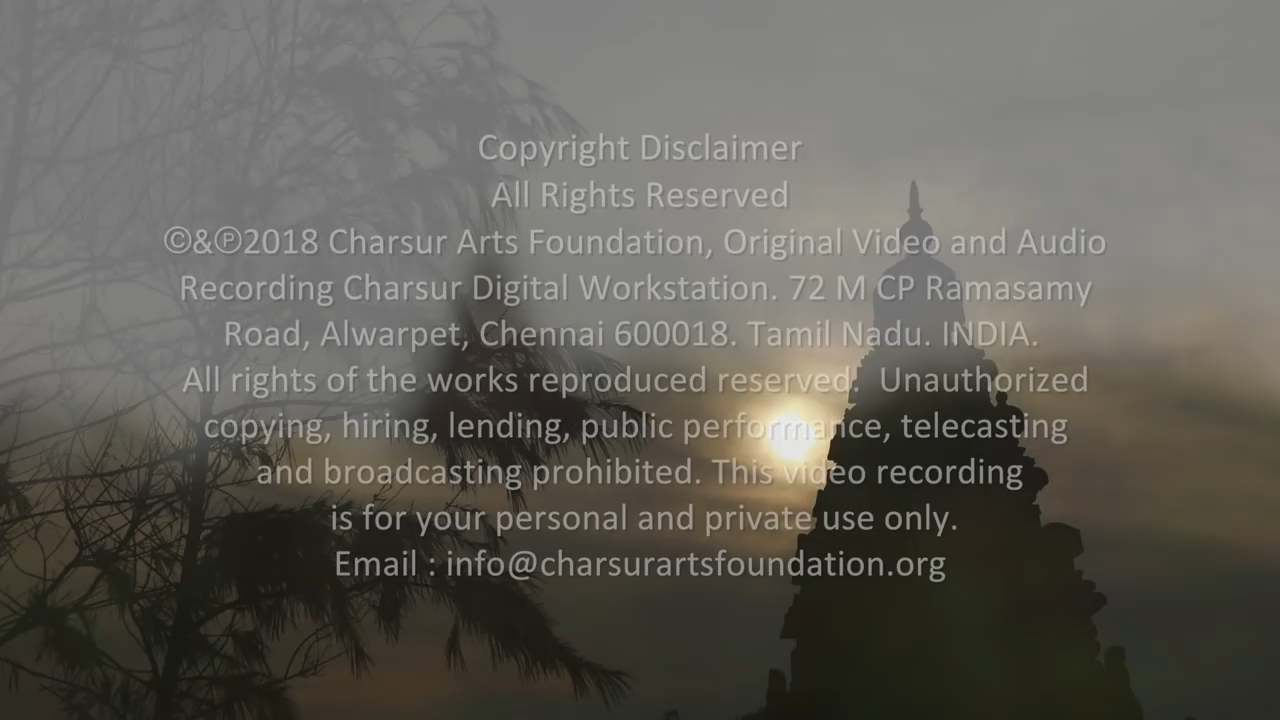 Copyright Disclaimer
All Rights Reserved
©&℗2018 Charsur Arts Foundation, Original Video and Audio
Recording Charsur Digital Workstation. 72 M CP Ramasamy
Road, Alwarpet, Chennai 600018. Tamil Nadu. INDIA.
All rights of the works reproduced reserved.  Unauthorized
copying, hiring, lending, public performance, telecasting
and broadcasting prohibited. This video recording
is for your personal and private use only.
Email : info@charsurartsfoundation.org